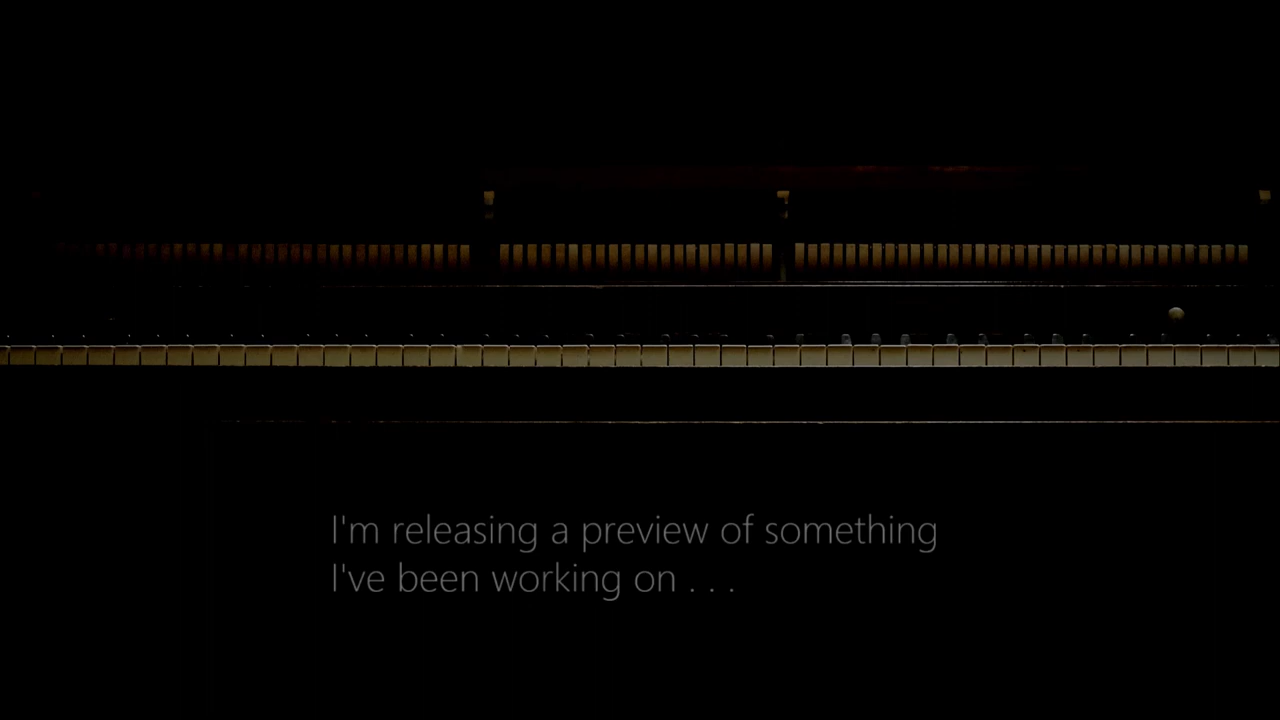 I'm releasing a preview of something
I've been working on . . .